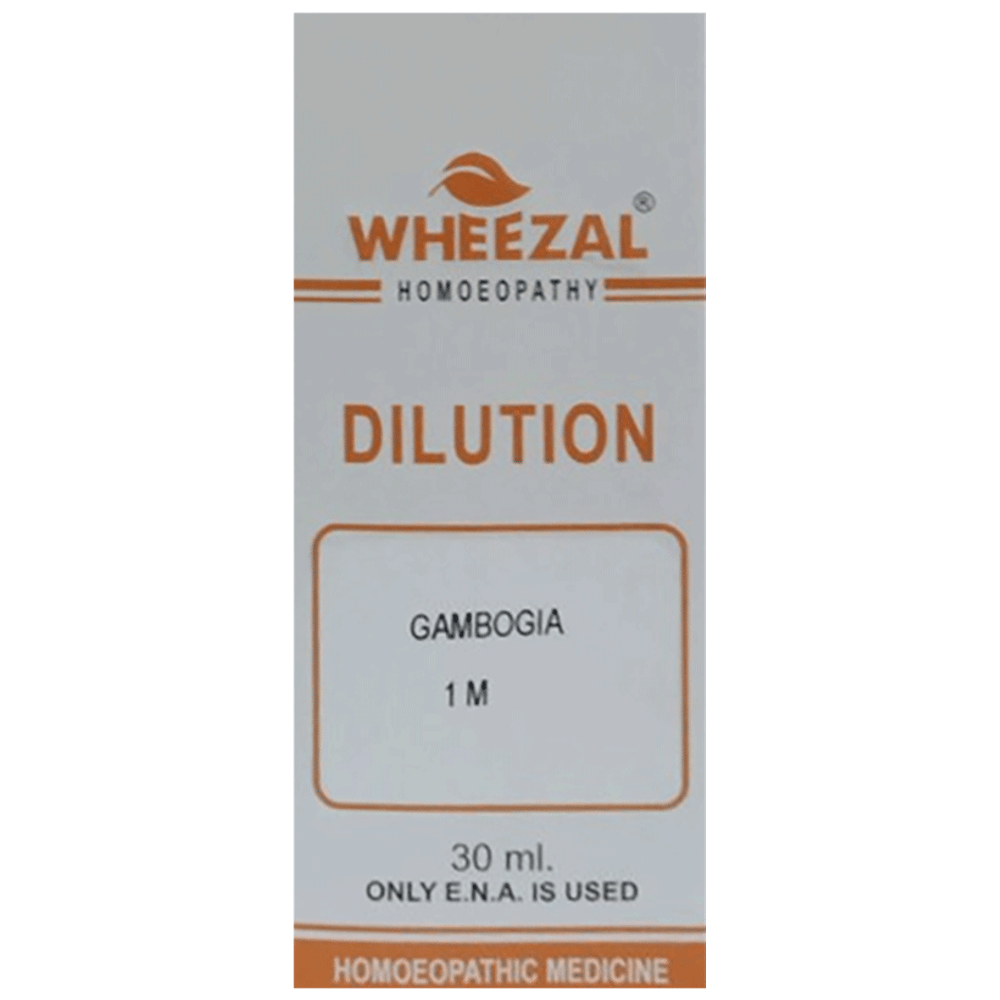 WHEEZAL®
HOMOEOPATHY
DILUTION
GAMBOGIA
1 M
30 ml.
ONLY E.N.A. IS USED
HOMOEOPATHIC MEDICINE